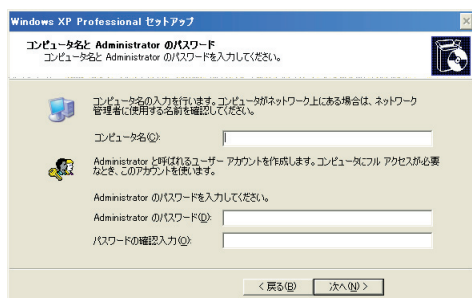 Windows XP Professional セットアップ
コンピュータ名と Administrator のパスワード
コンピュータ名と Administrator のパスワードを入力してください。
コンピュータ名の入力を行います。コンピュータがネットワーク上にある場合は、ネットワーク
管理者に使用する名前を確認してください。
コンピュータ名(C):
Administrator と呼ばれるユーザー アカウントを作成します。コンピュータにフル アクセスが必要
なとき、このアカウントを使います。
Administrator のパスワードを入力してください。
Administrator のパスワード(D):
パスワードの確認入力(O):
< 戻る(B)
次へ(N) >